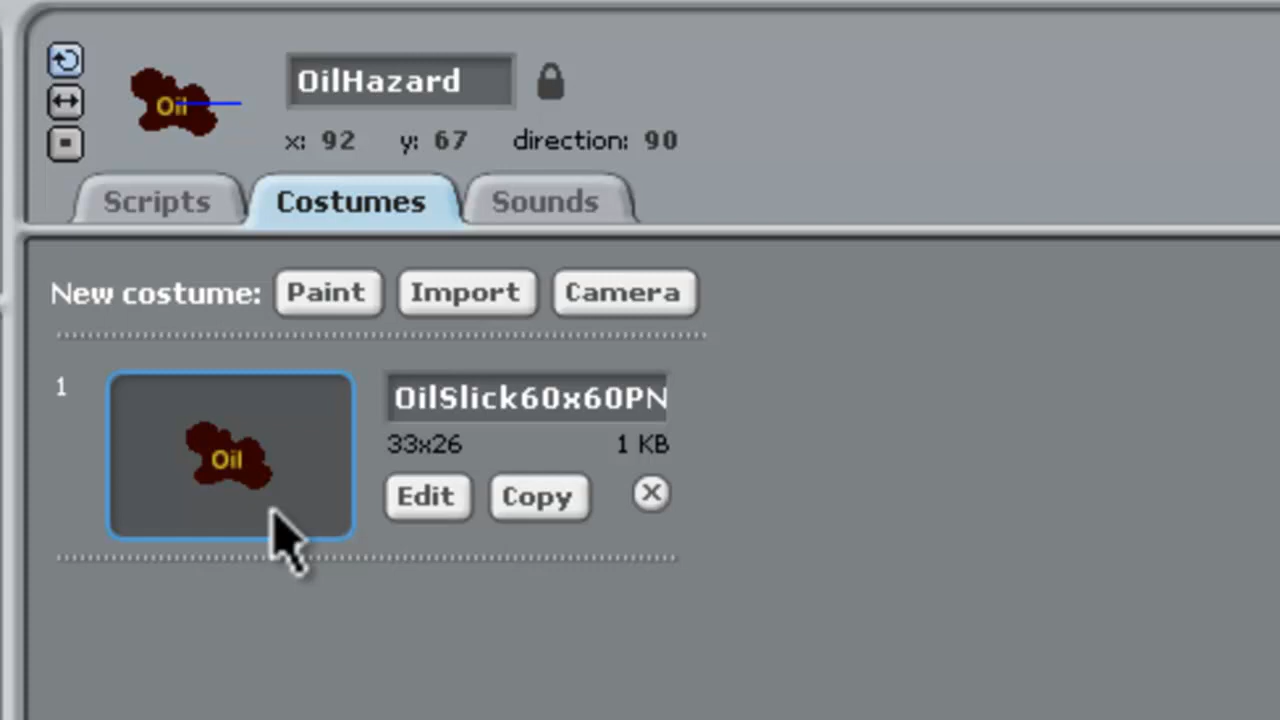 OilHazard
Oil
x: 92 y: 67 direction: 90
Scripts Costumes Sounds
New costume: Paint Import Camera
1
OilSlick60x60PN
Oil
33x26 1 KB
Edit Copy